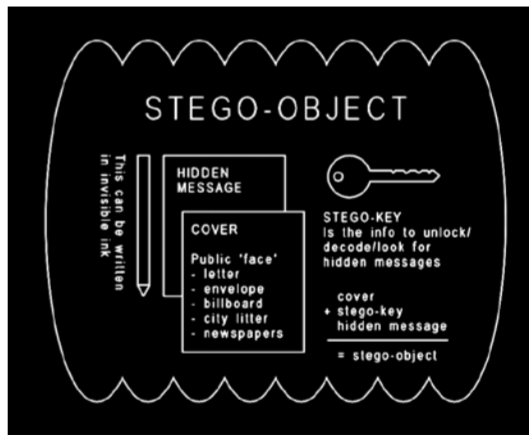 STEGO-OBJECT
This can be written
in invisible ink
HIDDEN
MESSAGE
COVER
Public 'face'
- letter
- envelope
- billboard
- city litter
- newspapers
STEGO-KEY
Is the info to unlock/
decode/look for
hidden messages
cover
+ stego-key
hidden message
= stego-object